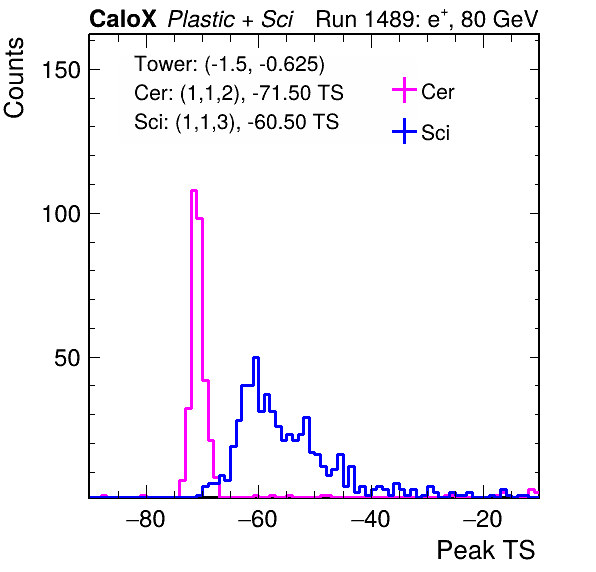 CaloX Plastic + Sci Run 1489: e+, 80 GeV
Counts
Tower: (-1.5, -0.625)
Cer: (1,1,2), -71.50 TS
Sci: (1,1,3), -60.50 TS
Cer
Sci
150
100
50
−80 −60 −40 −20
Peak TS